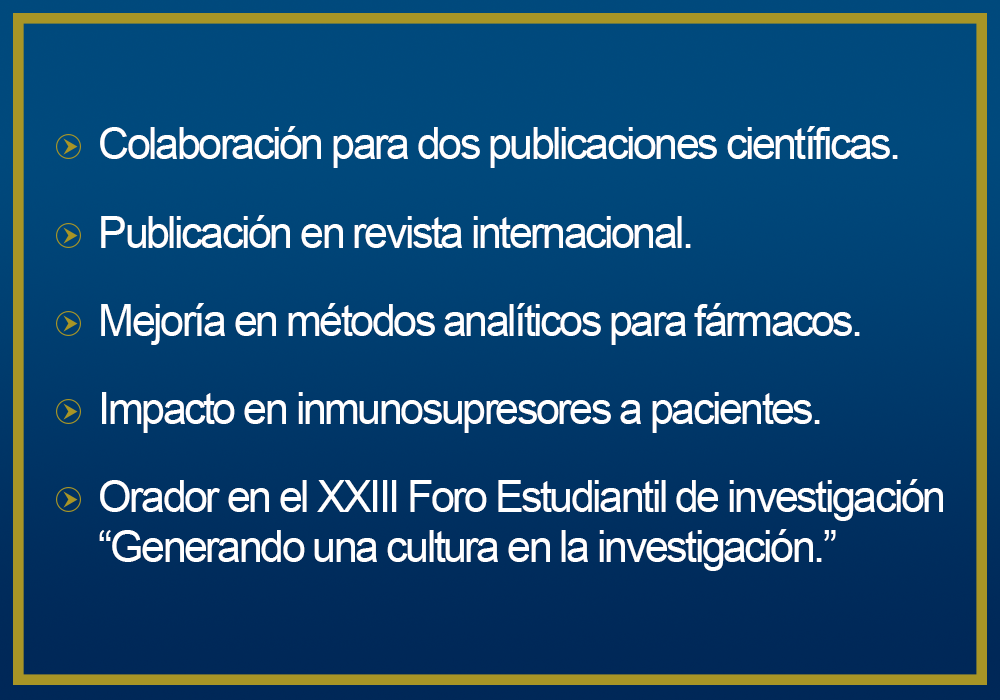 Colaboración para dos publicaciones científicas.
Publicación en revista internacional.
Mejoría en métodos analíticos para fármacos.
Impacto en inmunosupresores a pacientes.
Orador en el XXIII Foro Estudiantil de investigación
“Generando una cultura en la investigación.”